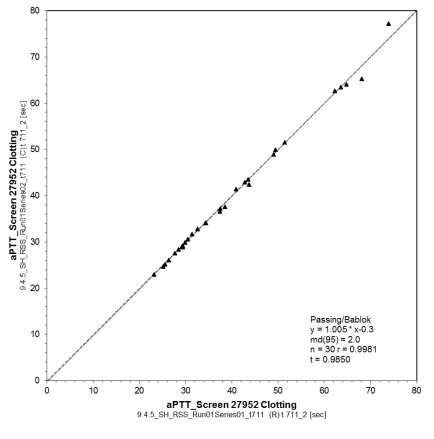 80
70
60
50
40
30
20
10
0
aPTT_Screen 27952 Clotting
9.4.5_SH_RSS_Run01Series02_t711 (C) t 711_2 [sec]
Passing/Bablok
y = 1.005 * x-0.3
md(95) = 2.0
n = 30 r = 0.9981
t = 0.9850
0 10 20 30 40 50 60 70 80
aPTT_Screen 27952 Clotting
9.4.5_SH_RSS_Run01Series01_t711 (R) t 711_2 [sec]